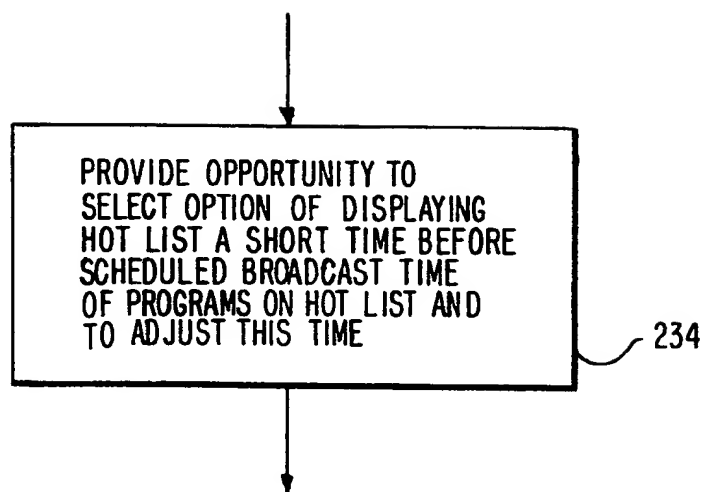 PROVIDE OPPORTUNITY TO
SELECT OPTION OF DISPLAYING
HOT LIST A SHORT TIME BEFORE
SCHEDULED BROADCAST TIME
OF PROGRAMS ON HOT LIST AND
TO ADJUST THIS TIME
234